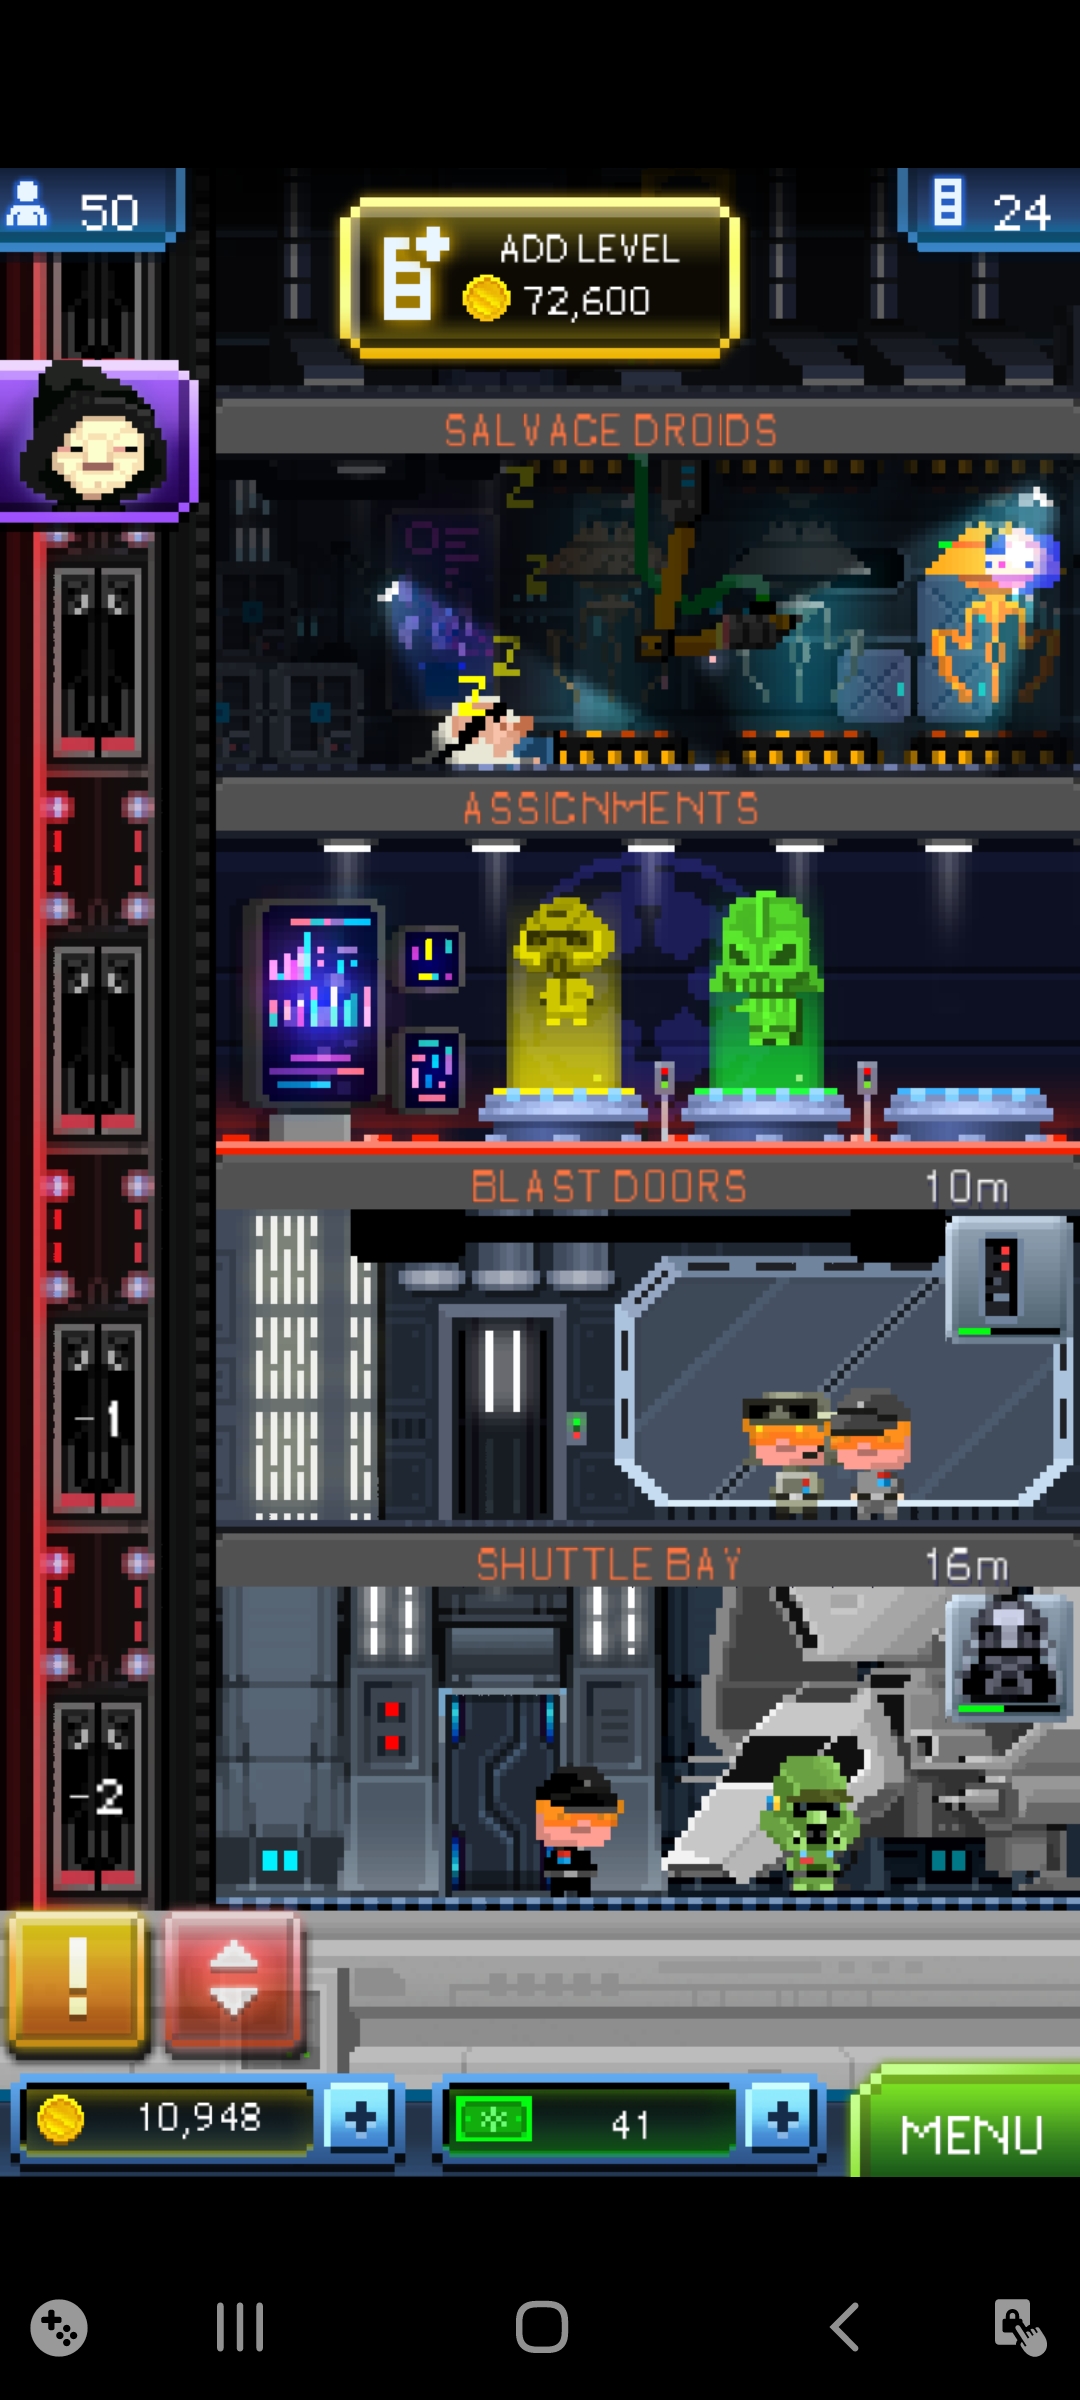 50
ADD LEVEL
72,600
24
SALVAGE DROIDS
Z
Z
Z
Z
ASSIGNMENTS
BLAST DOORS
10m
-1
SHUTTLE BAY
16m
-2
!
10,948
41
MENU